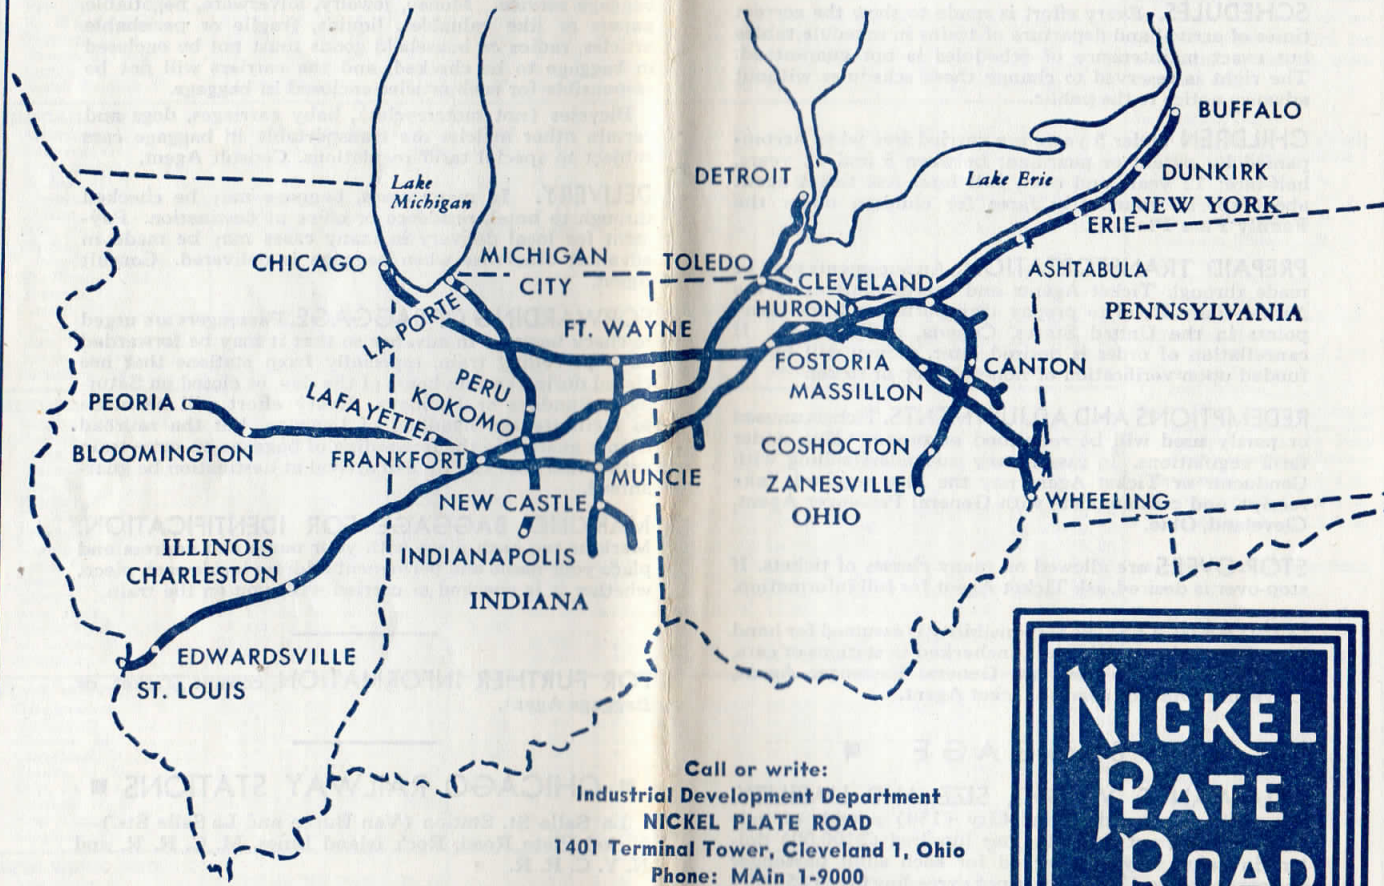 BUFFALO
DETROIT
DUNKIRK
Lake
Michigan
Lake Erie
NEW YORK
ERIE
CHICAGO
MICHIGAN
CITY
TOLEDO
CLEVELAND
ASHTABULA
HURON
PENNSYLVANIA
LA PORTE
FT. WAYNE
FOSTORIA
CANTON
PERU
MASSILLON
PEORIA
LAFAYETTE
KOKOMO
COSHOCTON
BLOOMINGTON
FRANKFORT
MUNCIE
ZANESVILLE
NEW CASTLE
WHEELING
OHIO
ILLINOIS
INDIANAPOLIS
CHARLESTON
INDIANA
EDWARDSVILLE
ST. LOUIS
Call or write:
Industrial Development Department
NICKEL PLATE ROAD
1401 Terminal Tower, Cleveland 1, Ohio
Phone: MAin 1-9000
NICKEL
PLATE
ROAD